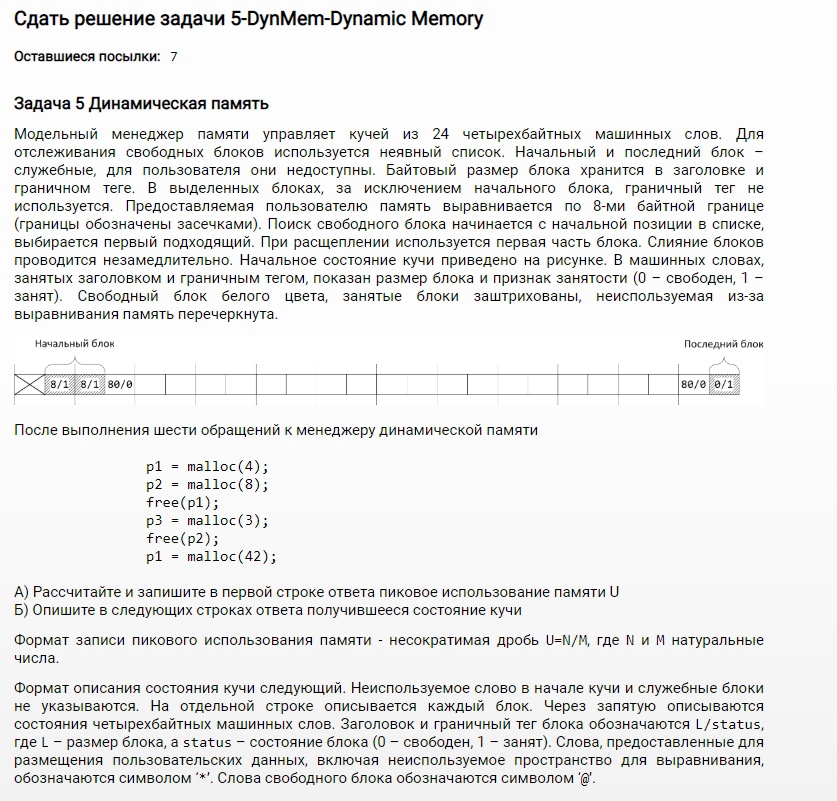 Сдать решение задачи 5-DynMem-Dynamic Memory
Оставшиеся посылки: 7
Задача 5 Динамическая память
Модельный менеджер памяти управляет кучей из 24 четырехбайтных машинных слов. Для
отслеживания свободных блоков используется неявный список. Начальный и последний блок –
служебные, для пользователя они недоступны. Байтовый размер блока хранится в заголовке и
граничном теге. В выделенных блоках, за исключением начального блока, граничный тег не
используется. Предоставляемая пользователю память выравнивается по 8-ми байтной границе
(границы обозначены засечками). Поиск свободного блока начинается с начальной позиции в списке,
выбирается первый подходящий. При расщеплении используется первая часть блока. Слияние блоков
проводится незамедлительно. Начальное состояние кучи приведено на рисунке. В машинных словах,
занятых заголовком и граничным тегом, показан размер блока и признак занятости (0 – свободен, 1 –
занят). Свободный блок белого цвета, занятые блоки заштрихованы, неиспользуемая из-за
выравнивания память перечеркнута.
Начальный блок Последний блок
8/1 8/1 80/0 80/0 0/1
После выполнения шести обращений к менеджеру динамической памяти
p1 = malloc(4);
p2 = malloc(8);
free(p1);
p3 = malloc(3);
free(p2);
p1 = malloc(42);
А) Рассчитайте и запишите в первой строке ответа пиковое использование памяти U
Б) Опишите в следующих строках ответа получившееся состояние кучи
Формат записи пикового использования памяти - несократимая дробь U=N/M, где N и M натуральные
числа.
Формат описания состояния кучи следующий. Неиспользуемое слово в начале кучи и служебные блоки
не указываются. На отдельной строке описывается каждый блок. Через запятую описываются
состояния четырехбайтных машинных слов. Заголовок и граничный тег блока обозначаются L/status,
где L – размер блока, а status – состояние блока (0 – свободен, 1 – занят). Слова, предоставленные для
размещения пользовательских данных, включая неиспользуемое пространство для выравнивания,
обозначаются символом ‘*’. Слова свободного блока обозначаются символом ‘@’.